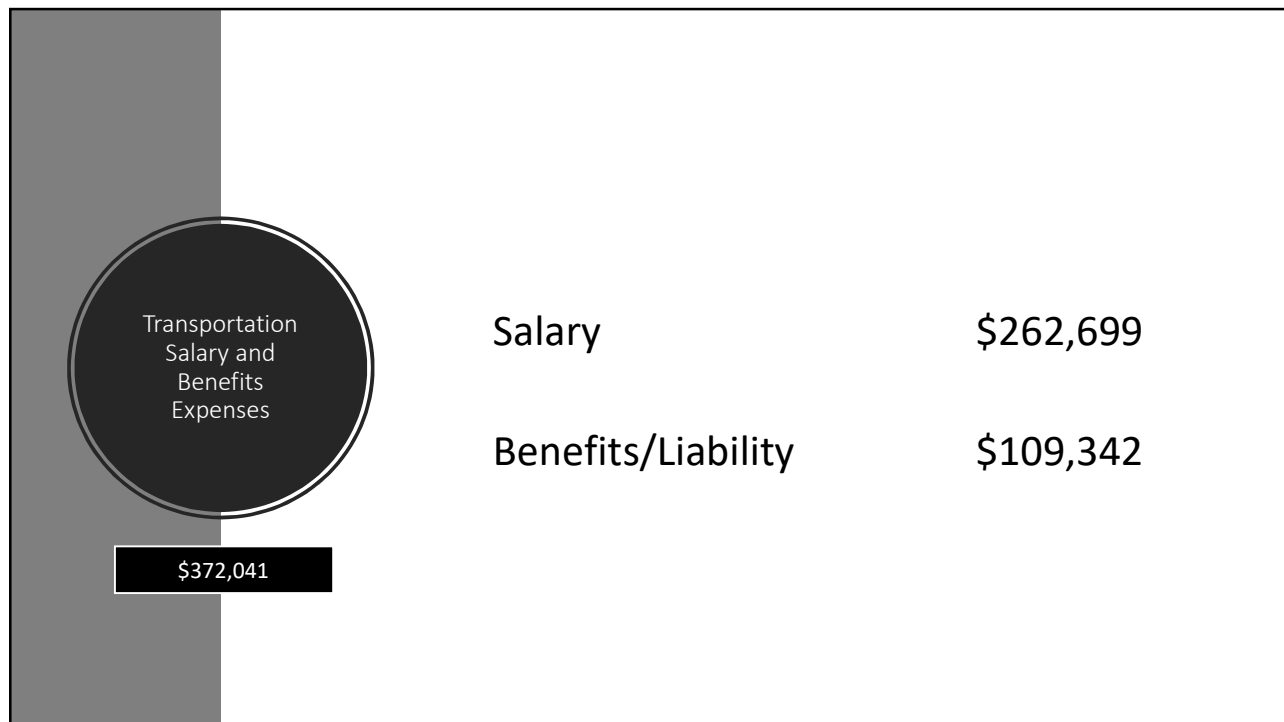 Transportation
Salary and
Benefits
Expenses
$372,041
Salary $262,699
Benefits/Liability $109,342